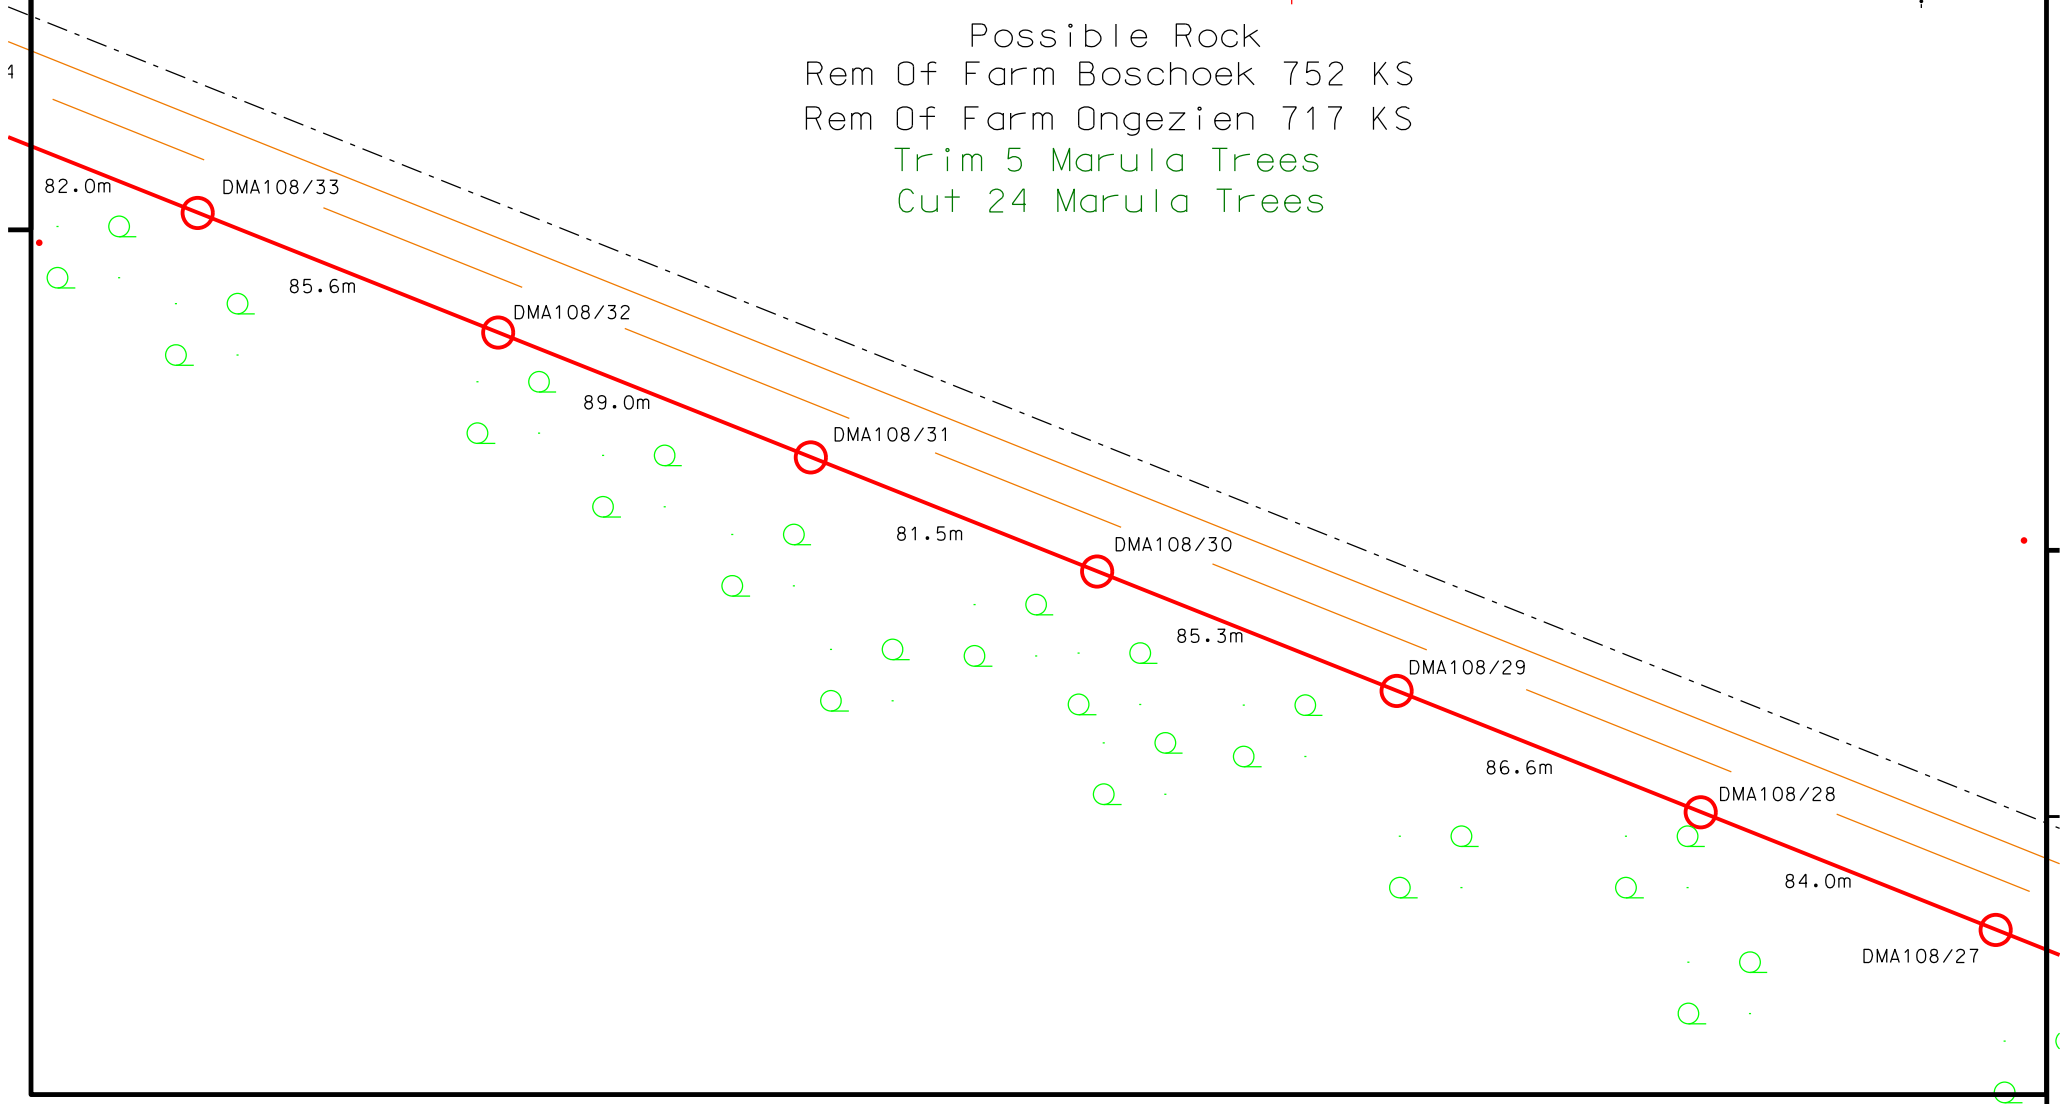 Possible Rock
Rem Of Farm Boschoek 752 KS
4
Rem Of Farm Ongezien 717 KS
Trim 5 Marula Trees
Cut 24 Marula Trees
82.0m
DMA108/33
85.6m
DMA108/32
89.0m
DMA108/31
81.5m
DMA108/30
85.3m
DMA108/29
86.6m
DMA108/28
84.0m
DMA108/27